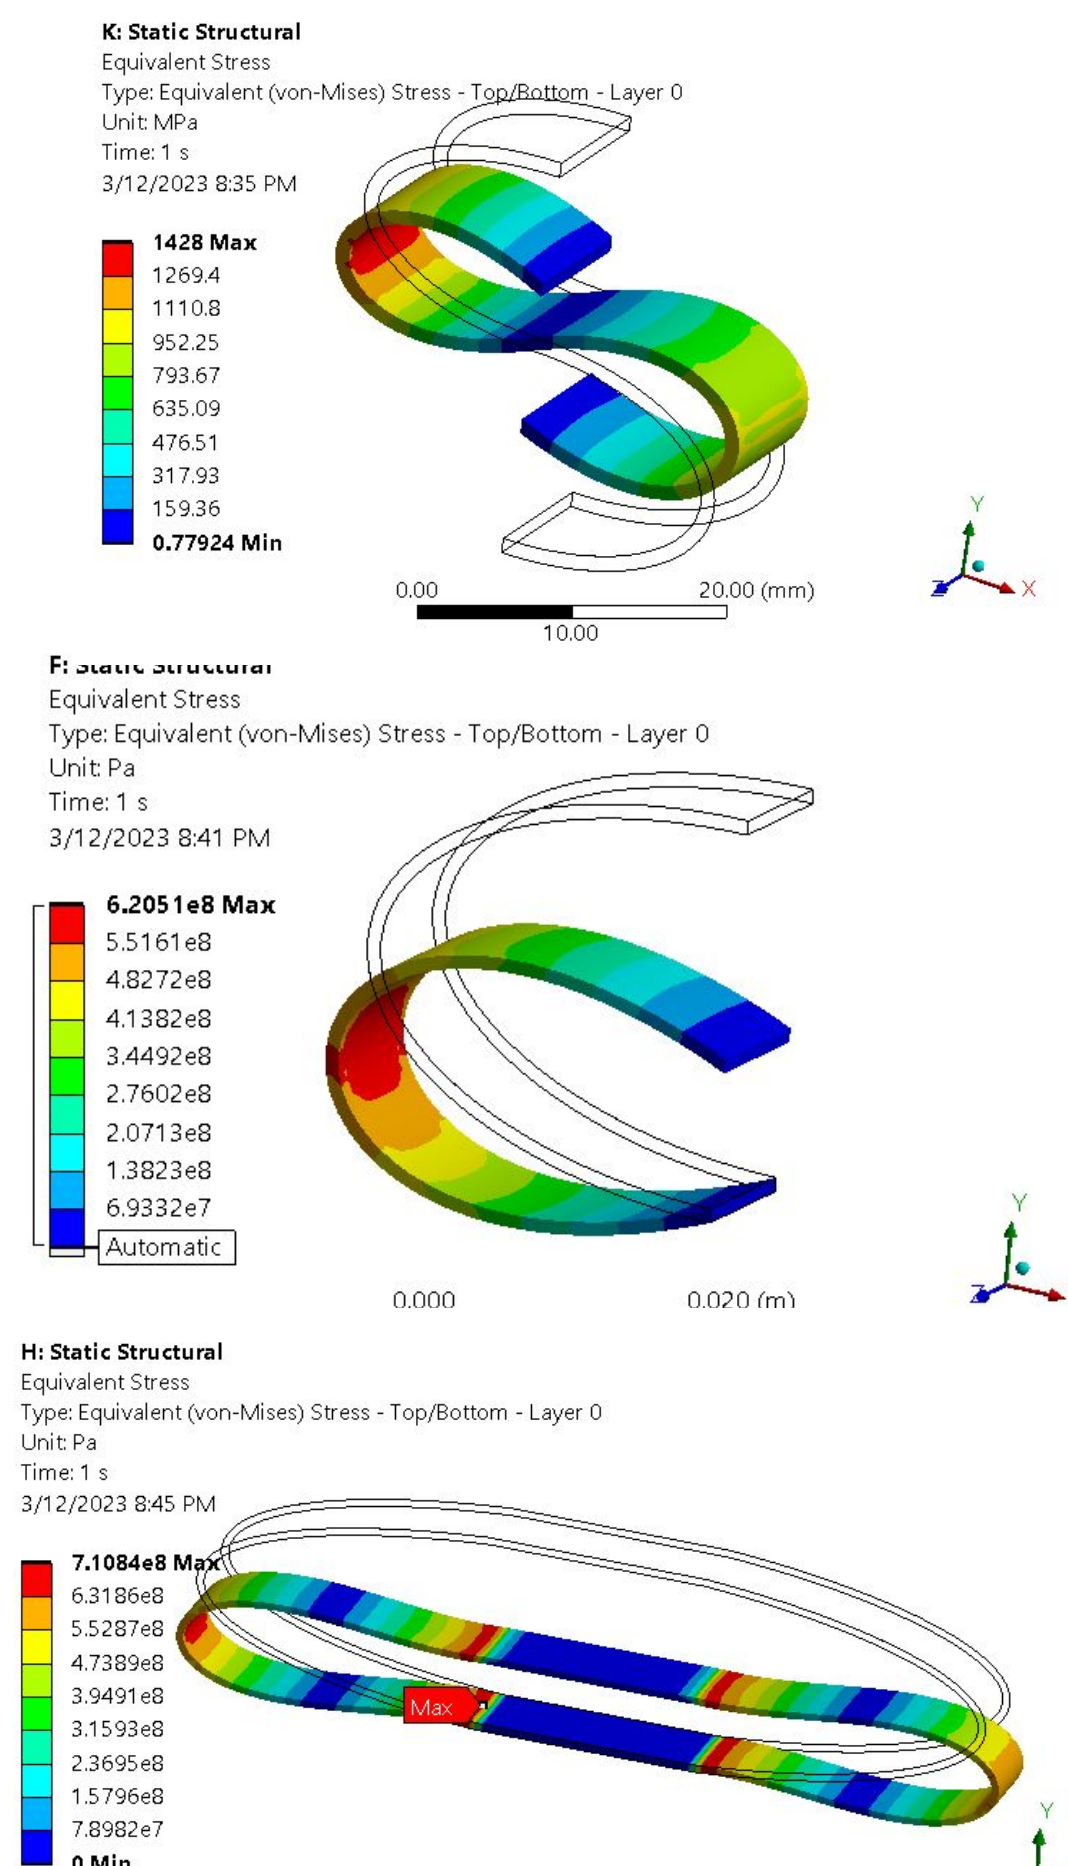 K: Static Structural
Equivalent Stress
Type: Equivalent (von-Mises) Stress - Top/Bottom - Layer 0
Unit: MPa
Time: 1 s
3/12/2023 8:35 PM
1428 Max
1269.4
1110.8
952.25
793.67
635.09
476.51
317.93
159.36
0.77924 Min
Y
Z
X
0.00
20.00 (mm)
10.00
F: Static Structural
Equivalent Stress
Type: Equivalent (von-Mises) Stress - Top/Bottom - Layer 0
Unit: Pa
Time: 1 s
3/12/2023 8:41 PM
6.2051e8 Max
5.5161e8
4.8272e8
4.1382e8
3.4492e8
2.7602e8
2.0713e8
1.3823e8
6.9332e7
Automatic
Y
Z
0.000
0.020 (m)
H: Static Structural
Equivalent Stress
Type: Equivalent (von-Mises) Stress - Top/Bottom - Layer 0
Unit: Pa
Time: 1 s
3/12/2023 8:45 PM
7.1084e8 Max
6.3186e8
5.5287e8
4.7389e8
3.9491e8
3.1593e8
2.3695e8
1.5796e8
7.8982e7
0 Min
Max
Y